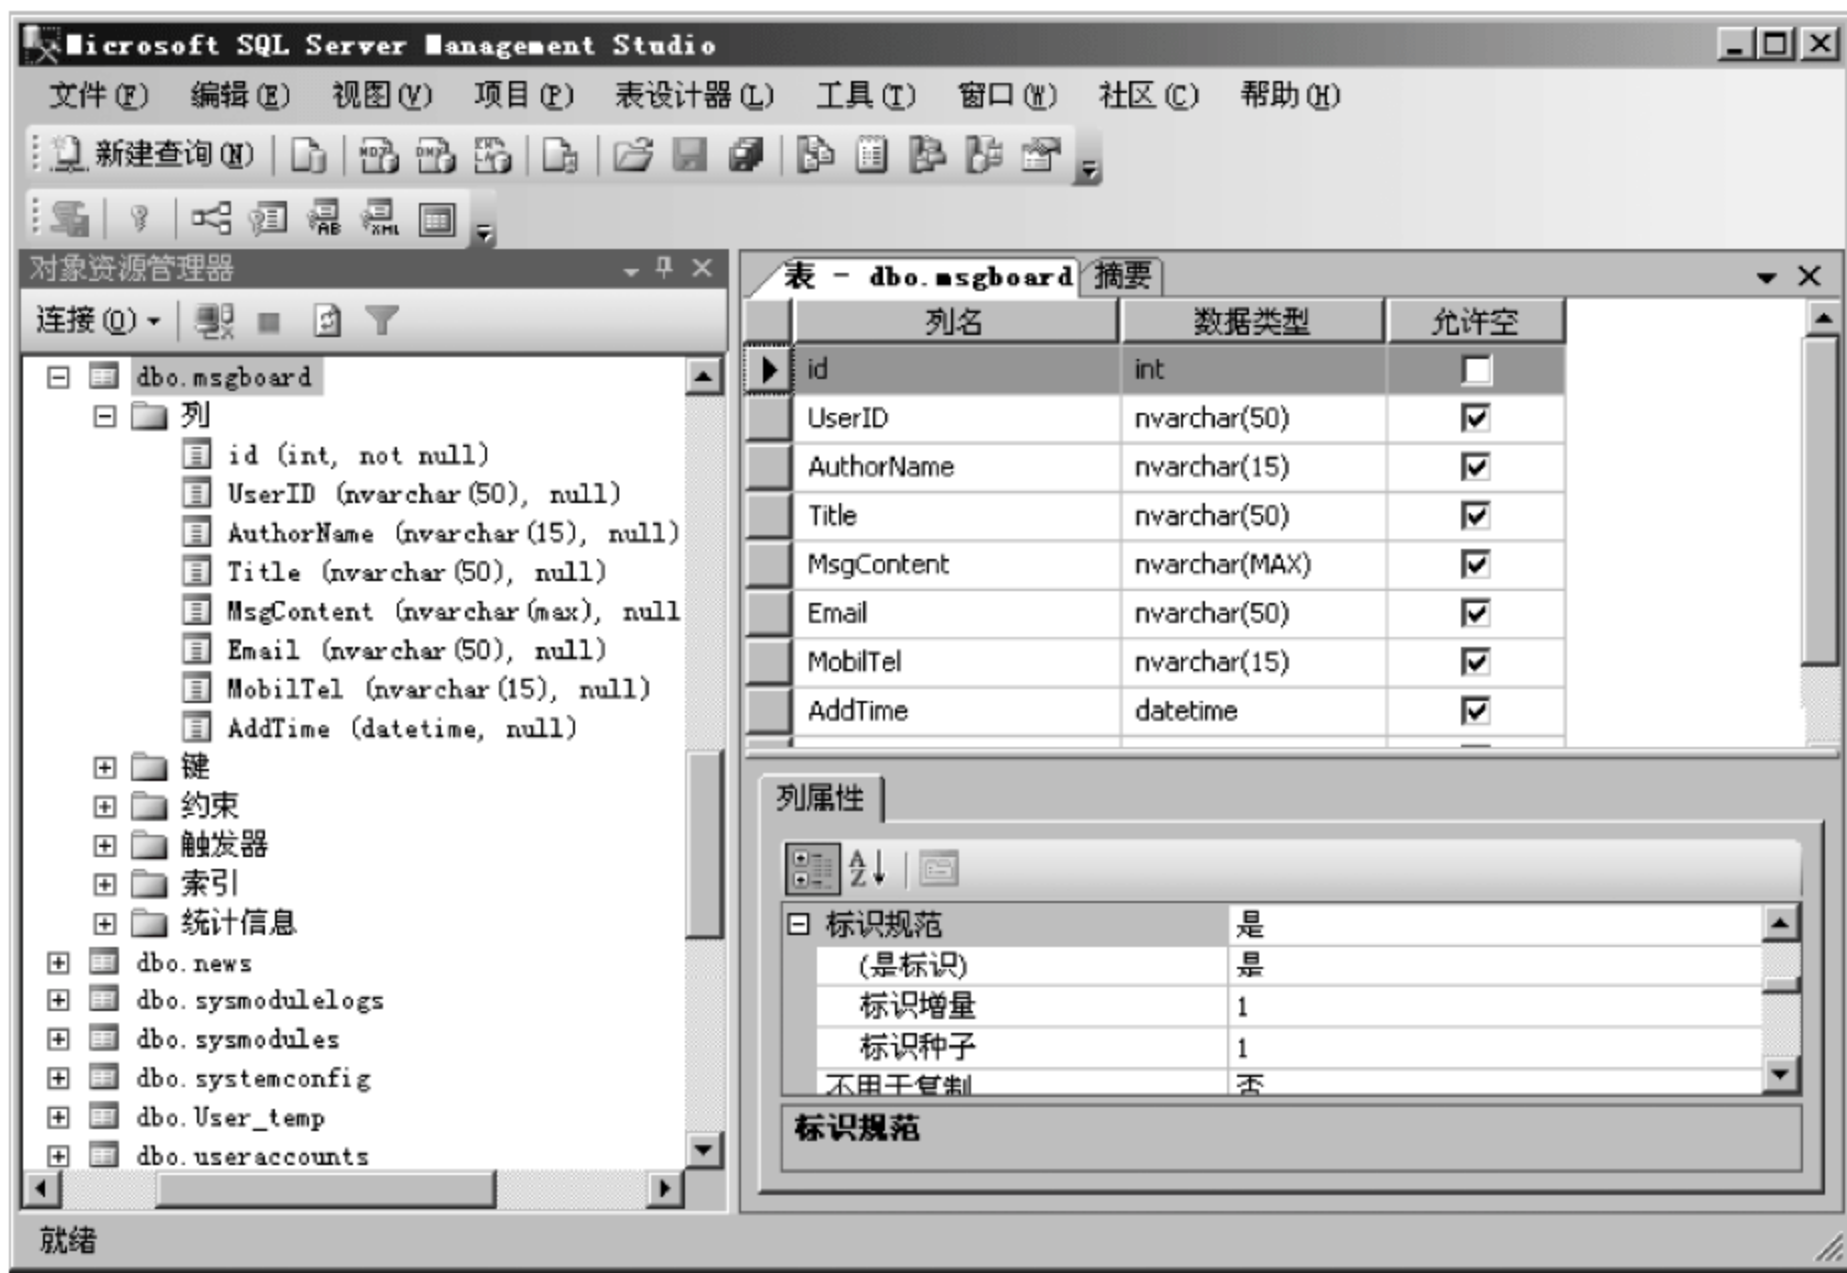 Microsoft SQL Server Management Studio
文件(F) 编辑(E) 视图(V) 项目(P) 表设计器(L) 工具(T) 窗口(W) 社区(C) 帮助(H)
新建查询(N)
对象资源管理器
连接(O)
dbo.msgboard
列
id (int, not null)
UserID (nvarchar(50), null)
AuthorName (nvarchar(15), null)
Title (nvarchar(50), null)
MsgContent (nvarchar(max), null
Email (nvarchar(50), null)
MobilTel (nvarchar(15), null)
AddTime (datetime, null)
键
约束
触发器
索引
统计信息
dbo.news
dbo.sysmodulelogs
dbo.sysmodules
dbo.systemconfig
dbo.User_temp
dbo.useraccounts
表 - dbo.msgboard 摘要
列名 数据类型 允许空
id int
UserID nvarchar(50)
AuthorName nvarchar(15)
Title nvarchar(50)
MsgContent nvarchar(MAX)
Email nvarchar(50)
MobilTel nvarchar(15)
AddTime datetime
列属性
标识规范 是
(是标识) 是
标识增量 1
标识种子 1
不用于复制 否
标识规范
就绪